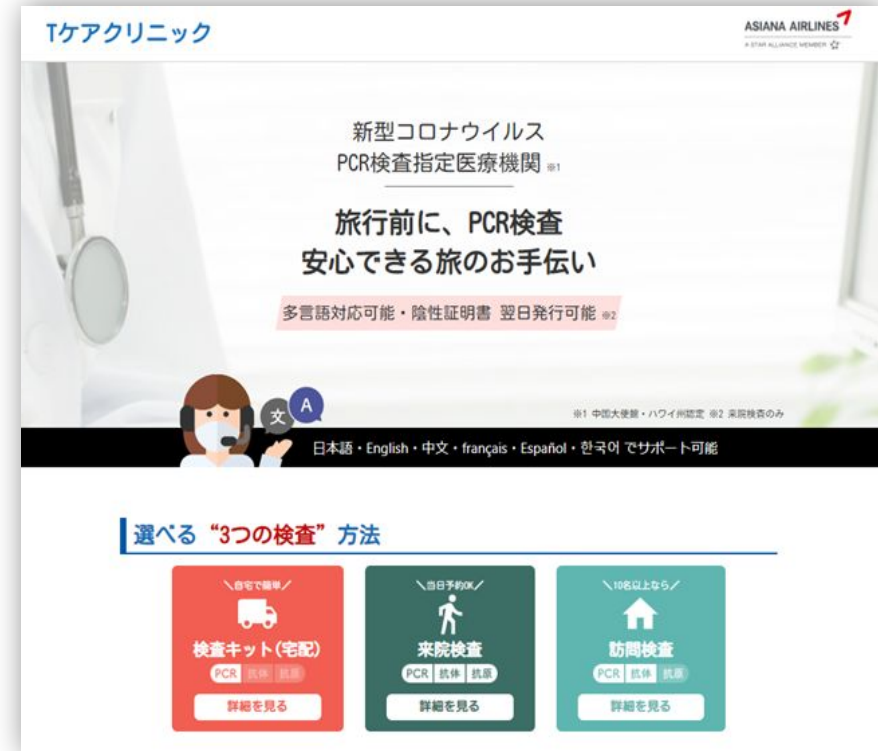 Tケアクリニック
ASIANA AIRLINES
A STAR ALLIANCE MEMBER
新型コロナウイルス
PCR検査指定医療機関 ※1
旅行前に、PCR検査
安心できる旅のお手伝い
多言語対応可能・陰性証明書 翌日発行可能 ※2
文 A
※1 中国大使館・ハワイ州認定 ※2 来院検査のみ
日本語・English・中文・français・Español・한국어 でサポート可能
選べる “3つの検査” 方法
\自宅で簡単/
検査キット(宅配)
PCR 抗体 抗原
詳細を見る
\当日予約OK/
来院検査
PCR 抗体 抗原
詳細を見る
\10名以上なら/
訪問検査
PCR 抗体 抗原
詳細を見る